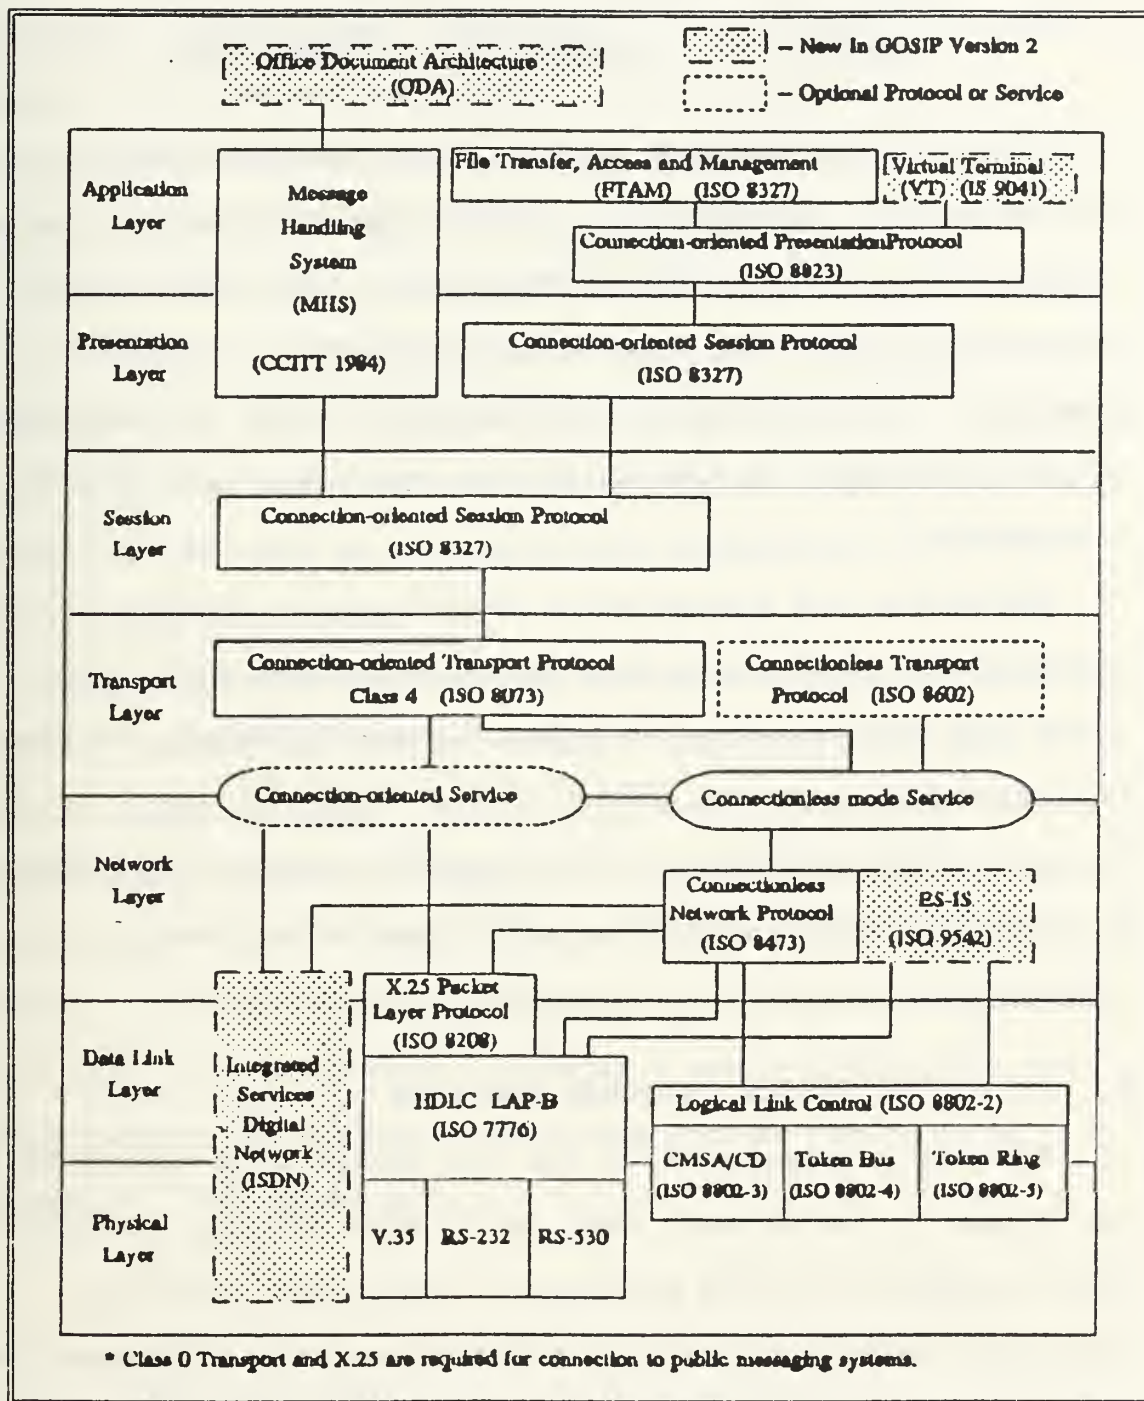 Office Document Architecture
(ODA)
– New in GOSIP Version 2
– Optional Protocol or Service
Application
Layer
Message
Handling
System
(MHS)
(CCITT 1984)
File Transfer, Access and Management
(FTAM) (ISO 8327)
Virtual Terminal
(VT) (IS 9041)
Connection-oriented PresentationProtocol
(ISO 8823)
Presentation
Layer
Connection-oriented Session Protocol
(ISO 8327)
Session
Layer
Connection-oriented Session Protocol
(ISO 8327)
Transport
Layer
Connection-oriented Transport Protocol
Class 4 (ISO 8073)
Connectionless Transport
Protocol (ISO 8602)
Connection-oriented Service
Connectionless mode Service
Network
Layer
Connectionless
Network Protocol
(ISO 8473)
ES-IS
(ISO 9542)
X.25 Packet
Layer Protocol
(ISO 8208)
Data Link
Layer
Integrated
Services
Digital
Network
(ISDN)
HDLC LAP-B
(ISO 7776)
Logical Link Control (ISO 8802-2)
CMSA/CD
(ISO 8802-3)
Token Bus
(ISO 8802-4)
Token Ring
(ISO 8802-5)
Physical
Layer
V.35
RS-232
RS-530
* Class 0 Transport and X.25 are required for connection to public messaging systems.